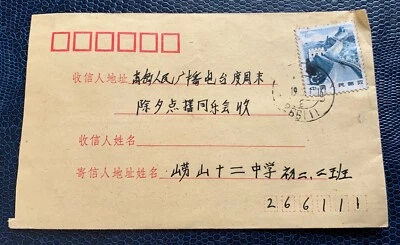 收信人地址 青岛人民广播电台庆周末
除夕点播同乐会收
收信人姓名
寄信人地址姓名 崂山十二中学初二.二班
266111